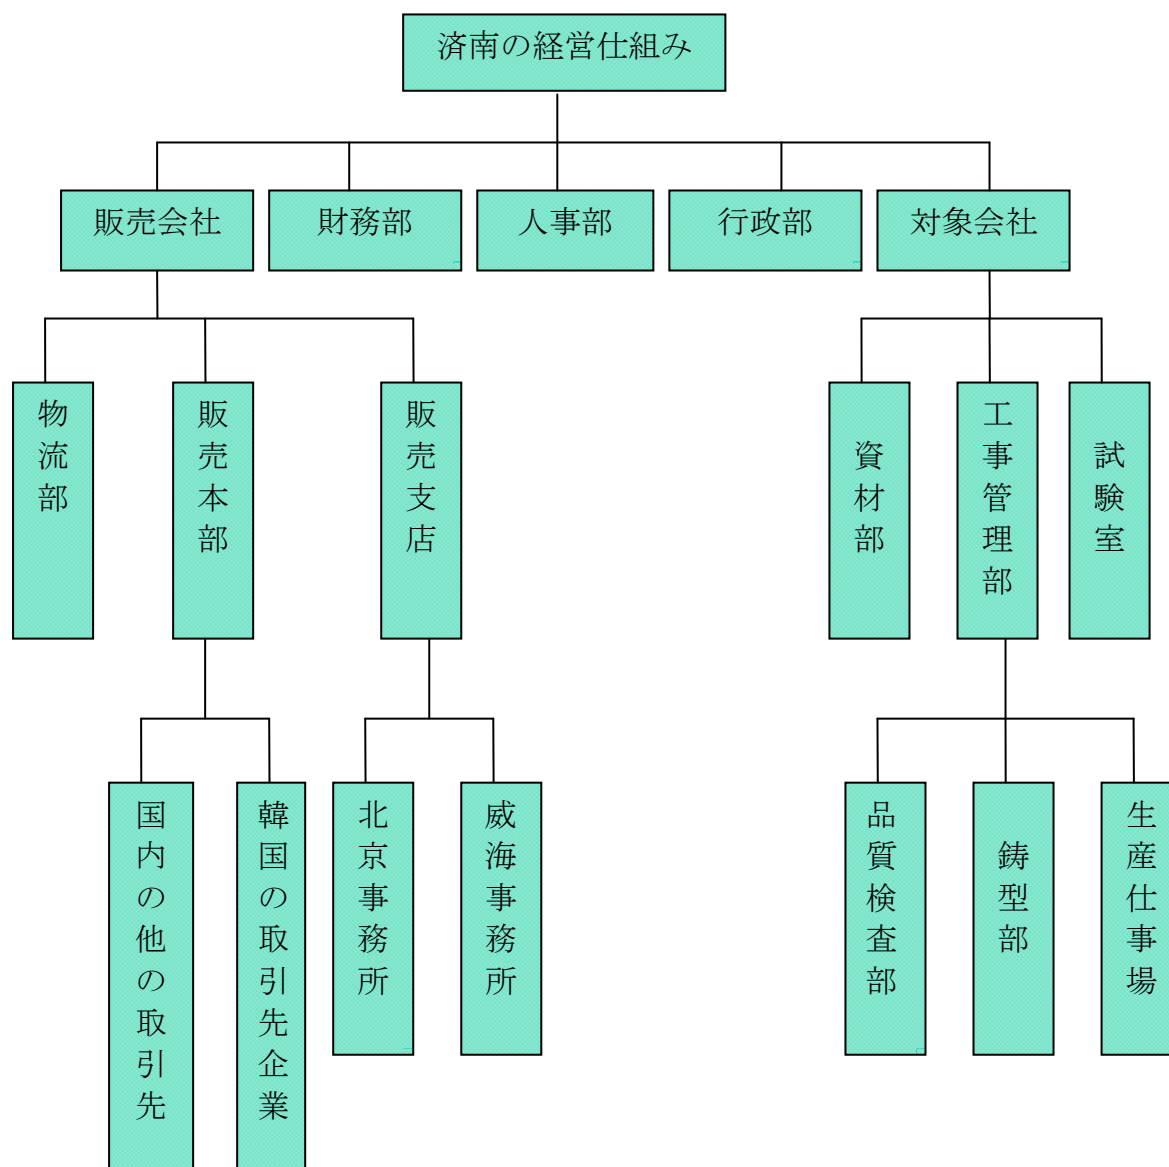 済南の経営仕組み
販売会社
財務部
人事部
行政部
対象会社
物流部
販売本部
販売支店
資材部
工事管理部
試験室
国内の他の取引先
韓国の取引先企業
北京事務所
威海事務所
品質検査部
鋳型部
生産仕事場